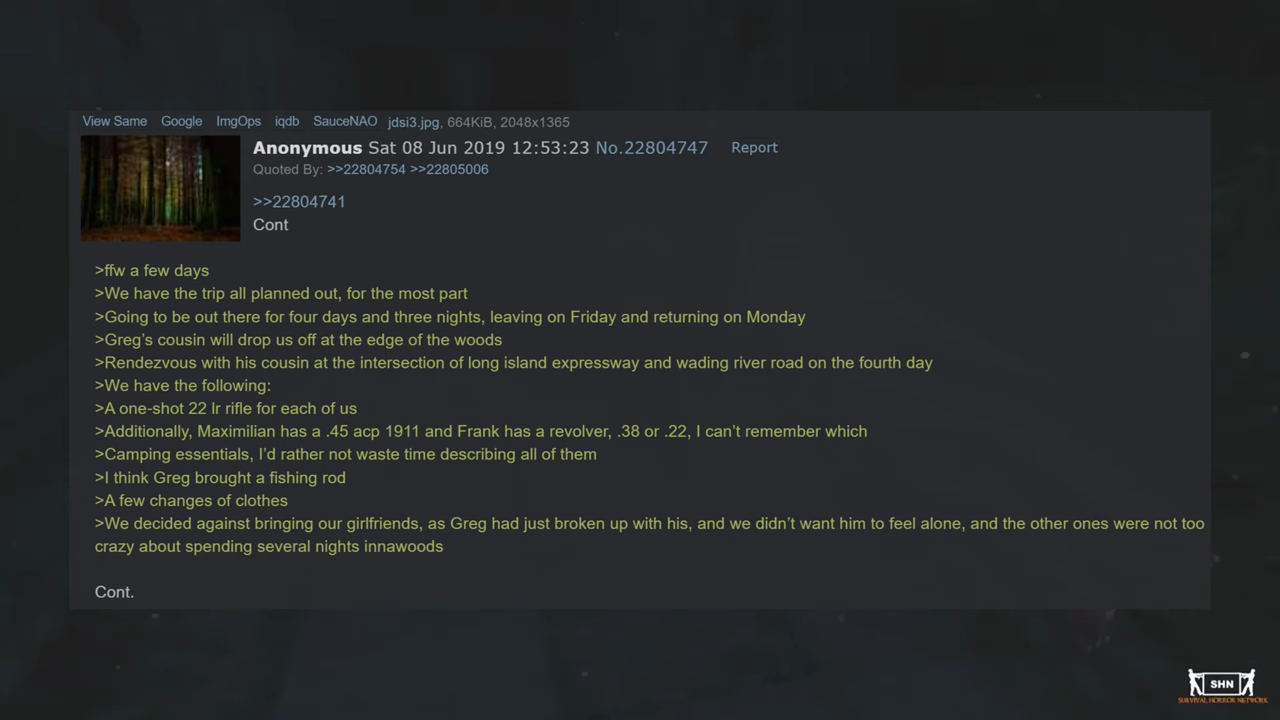 View Same Google ImgOps iqdb SauceNAO jdsi3.jpg, 664KiB, 2048x1365
Anonymous Sat 08 Jun 2019 12:53:23 No.22804747 Report
Quoted By: >>22804754 >>22805006
>>22804741
Cont
>ffw a few days
>We have the trip all planned out, for the most part
>Going to be out there for four days and three nights, leaving on Friday and returning on Monday
>Greg’s cousin will drop us off at the edge of the woods
>Rendezvous with his cousin at the intersection of long island expressway and wading river road on the fourth day
>We have the following:
>A one-shot 22 lr rifle for each of us
>Additionally, Maximilian has a .45 acp 1911 and Frank has a revolver, .38 or .22, I can’t remember which
>Camping essentials, I’d rather not waste time describing all of them
>I think Greg brought a fishing rod
>A few changes of clothes
>We decided against bringing our girlfriends, as Greg had just broken up with his, and we didn’t want him to feel alone, and the other ones were not too
crazy about spending several nights innawoods
Cont.
SHN
SURVIVAL HORROR NETWORK